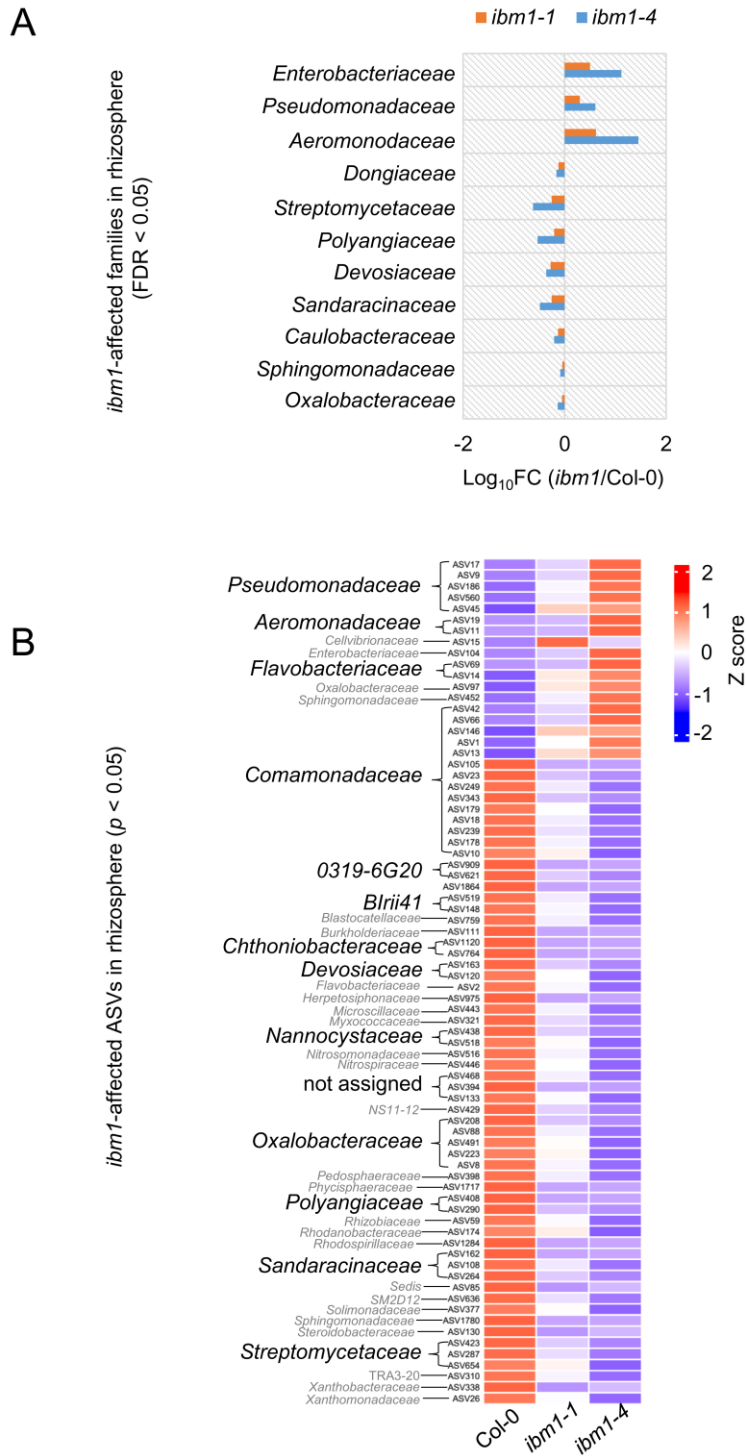 A
ibm1-1 ibm1-4
ibm1-affected families in rhizosphere
(FDR < 0.05)
Enterobacteriaceae
Pseudomonadaceae
Aeromonodaceae
Dongiaceae
Streptomycetaceae
Polyangiaceae
Devosiaceae
Sandaracinaceae
Caulobacteraceae
Sphingomonadaceae
Oxalobacteraceae
-2 0 2
Log10FC (ibm1/Col-0)
B
ibm1-affected ASVs in rhizosphere (p < 0.05)
Pseudomonadaceae
ASV17
ASV9
ASV186
ASV560
ASV45
Aeromonadaceae
ASV19
ASV11
Cellvibrionaceae ASV15
Enterobacteriaceae ASV104
Flavobacteriaceae
ASV69
ASV14
Oxalobacteraceae ASV97
Sphingomonadaceae ASV452
Comamonadaceae
ASV42
ASV66
ASV146
ASV1
ASV13
ASV105
ASV23
ASV249
ASV343
ASV179
ASV18
ASV239
ASV178
ASV10
0319-6G20
ASV909
ASV621
ASV1864
BIrii41
ASV519
ASV148
Blastocatellaceae ASV759
Burkholderiaceae ASV111
Chthoniobacteraceae
ASV1120
ASV764
Devosiaceae
ASV163
ASV120
Flavobacteriaceae ASV2
Herpetosiphonaceae ASV975
Microscillaceae ASV443
Myxococcaceae ASV321
Nannocystaceae
ASV438
ASV518
Nitrosomonadaceae ASV516
Nitrospiraceae ASV446
not assigned
ASV468
ASV394
ASV133
NS11-12 ASV429
Oxalobacteraceae
ASV208
ASV88
ASV491
ASV223
ASV8
Pedosphaeraceae ASV398
Phycisphaeraceae ASV1717
Polyangiaceae
ASV408
ASV290
Rhizobiaceae ASV59
Rhodanobacteraceae ASV174
Rhodospirillaceae ASV1284
Sandaracinaceae
ASV162
ASV108
ASV264
Sedis ASV85
SM2D12 ASV636
Solimonadaceae ASV377
Sphingomonadaceae ASV1780
Steroidobacteraceae ASV130
Streptomycetaceae
ASV423
ASV287
ASV654
TRA3-20 ASV310
Xanthobacteraceae ASV338
Xanthomonadaceae ASV26
Col-0 ibm1-1 ibm1-4
2
1
0
-1
-2
Z score